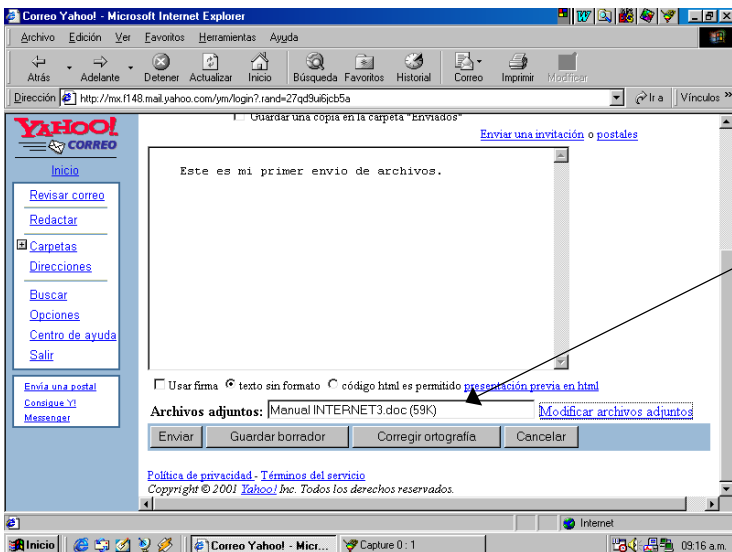 Correo Yahoo! - Microsoft Internet Explorer
Archivo Edición Ver Favoritos Herramientas Ayuda
Atrás Adelante Detener Actualizar Inicio Búsqueda Favoritos Historial Correo Imprimir Modificar
Dirección http://mx.f148.mail.yahoo.com/ym/login?.rand=27qd9ui6jcb5a Ir a Vínculos »
YAHOO!
CORREO
Inicio
Revisar correo
Redactar
Carpetas
Direcciones
Buscar
Opciones
Centro de ayuda
Salir
Envía una postal
Consigue Y!
Messenger
Guardar una copia en la carpeta "Enviados"
Enviar una invitación o postales
Este es mi primer envio de archivos.
Usar firma texto sin formato código html es permitido presentación previa en html
Archivos adjuntos: Manual INTERNET3.doc (59K) Modificar archivos adjuntos
Enviar Guardar borrador Corregir ortografía Cancelar
Política de privacidad - Términos del servicio
Copyright © 2001 Yahoo! Inc. Todos los derechos reservados.
Internet
Inicio Correo Yahoo! - Micr... Capture 0 : 1 09:16 a.m.